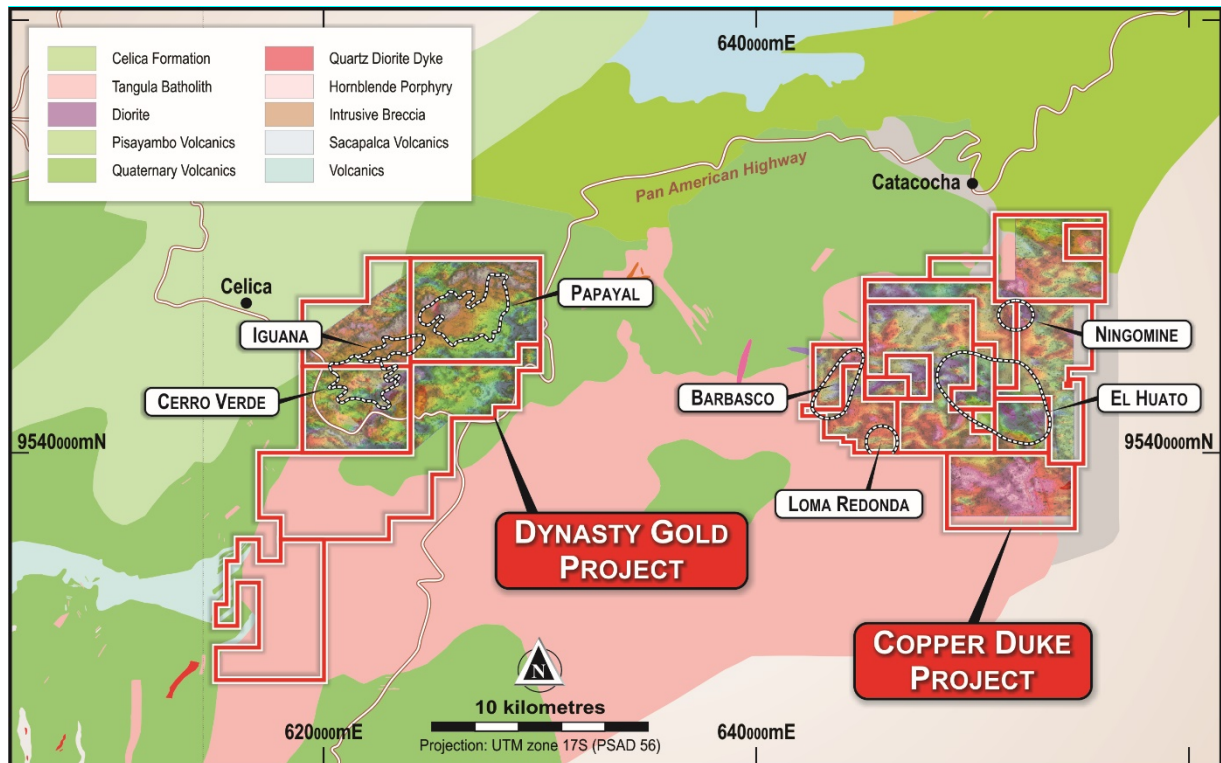 640000mE
Celica Formation
Tangula Batholith
Diorite
Pisayambo Volcanics
Quaternary Volcanics
Quartz Diorite Dyke
Hornblende Porphyry
Intrusive Breccia
Sacapalca Volcanics
Volcanics
Pan American Highway
Catacocha
Celica
PAPAYAL
IGUANA
NINGOMINE
CERRO VERDE
BARBASCO
EL HUATO
9540000mN
9540000mN
LOMA REDONDA
DYNASTY GOLD
PROJECT
COPPER DUKE
PROJECT
N
10 kilometres
620000mE
640000mE
Projection: UTM zone 17S (PSAD 56)